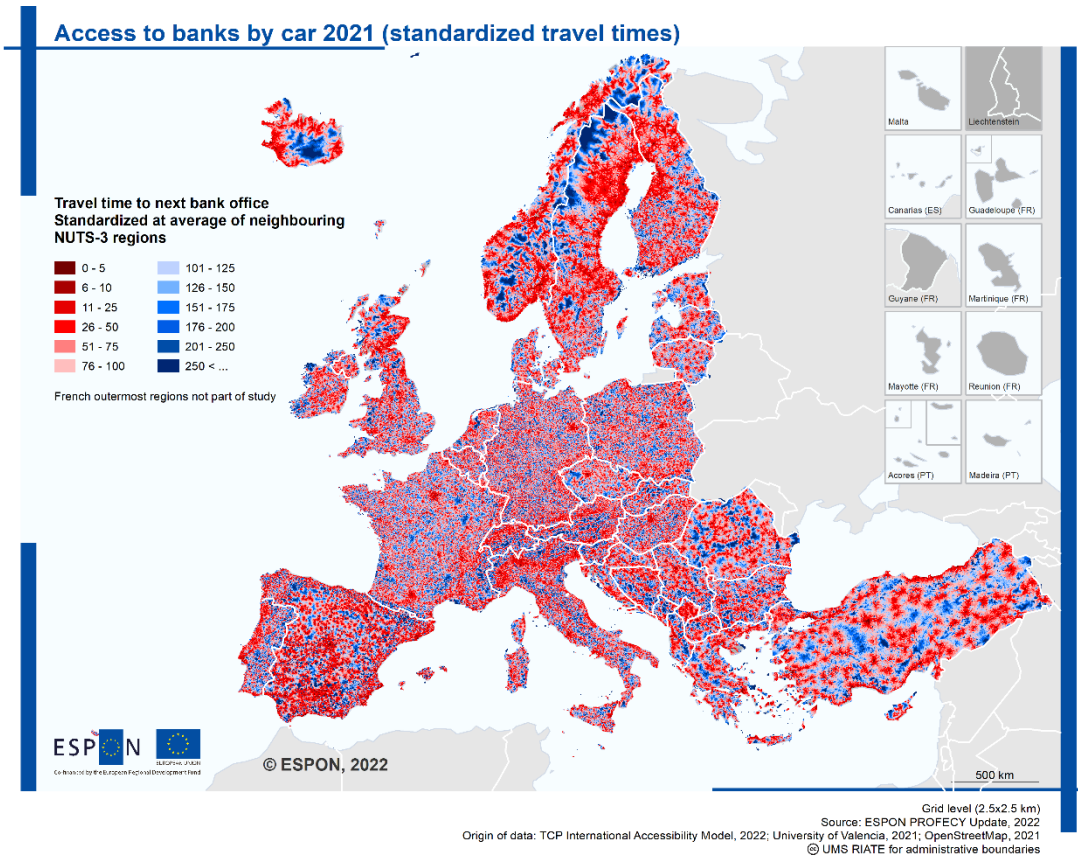 Access to banks by car 2021 (standardized travel times)
Travel time to next bank office
Standardized at average of neighbouring
NUTS-3 regions
0 - 5
6 - 10
11 - 25
26 - 50
51 - 75
76 - 100
101 - 125
126 - 150
151 - 175
176 - 200
201 - 250
250 < ...
French outermost regions not part of study
Malta
Liechtenstein
Canarias (ES)
Guadeloupe (FR)
Guyane (FR)
Martinique (FR)
Mayotte (FR)
Reunion (FR)
Acores (PT)
Madeira (PT)
ESPON
EUROPEAN UNION
Co-financed by the European Regional Development Fund
© ESPON, 2022
500 km
Grid level (2.5x2.5 km)
Source: ESPON PROFECY Update, 2022
Origin of data: TCP International Accessibility Model, 2022; University of Valencia, 2021; OpenStreetMap, 2021
㏄ UMS RIATE for administrative boundaries